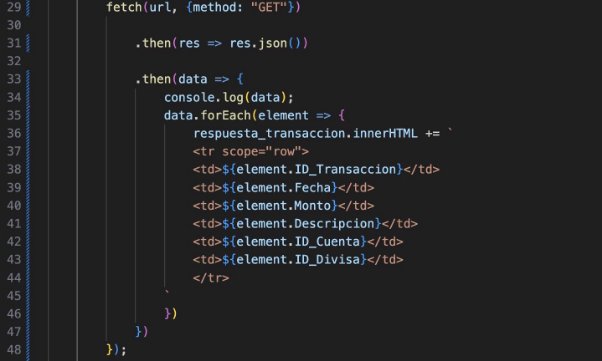 29 fetch(url, {method: "GET"})
30
31 .then(res => res.json())
32
33 .then(data => {
34 console.log(data);
35 data.forEach(element => {
36 respuesta_transaccion.innerHTML += `
37 <tr scope="row">
38 <td>${element.ID_Transaccion}</td>
39 <td>${element.Fecha}</td>
40 <td>${element.Monto}</td>
41 <td>${element.Descripcion}</td>
42 <td>${element.ID_Cuenta}</td>
43 <td>${element.ID_Divisa}</td>
44 </tr>
45 `
46 })
47 })
48 });